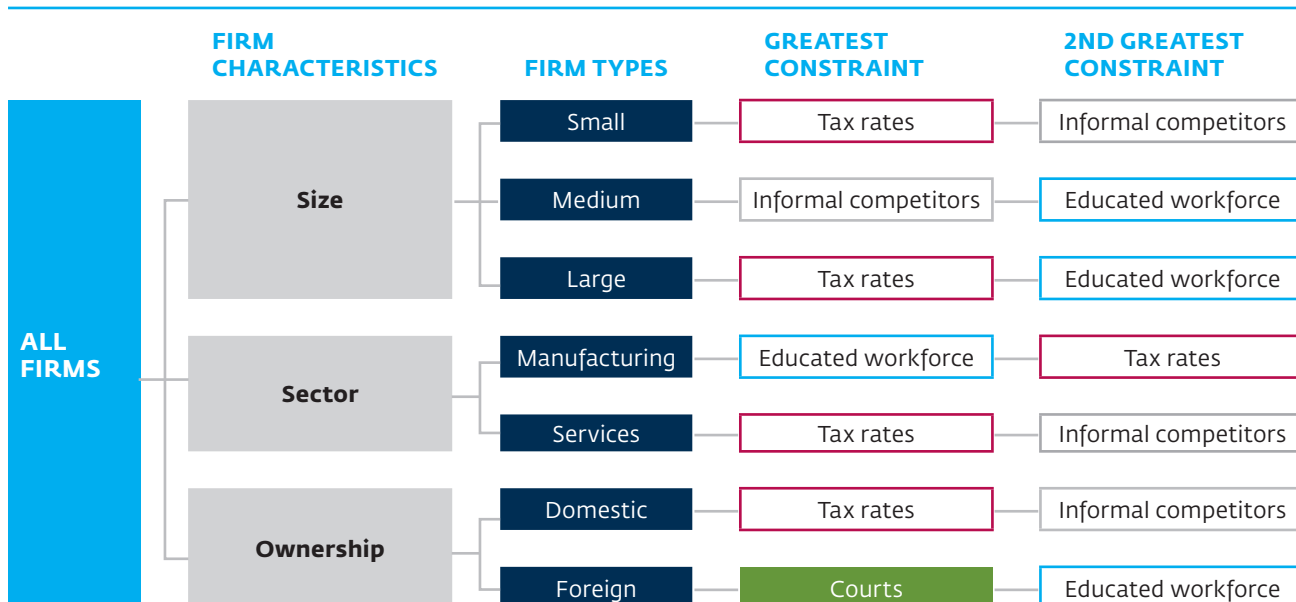 FIRM
CHARACTERISTICS
FIRM TYPES
GREATEST
CONSTRAINT
2ND GREATEST
CONSTRAINT
ALL
FIRMS
Size
Small
Tax rates
Informal competitors
Medium
Informal competitors
Educated workforce
Large
Tax rates
Educated workforce
Sector
Manufacturing
Educated workforce
Tax rates
Services
Tax rates
Informal competitors
Ownership
Domestic
Tax rates
Informal competitors
Foreign
Courts
Educated workforce